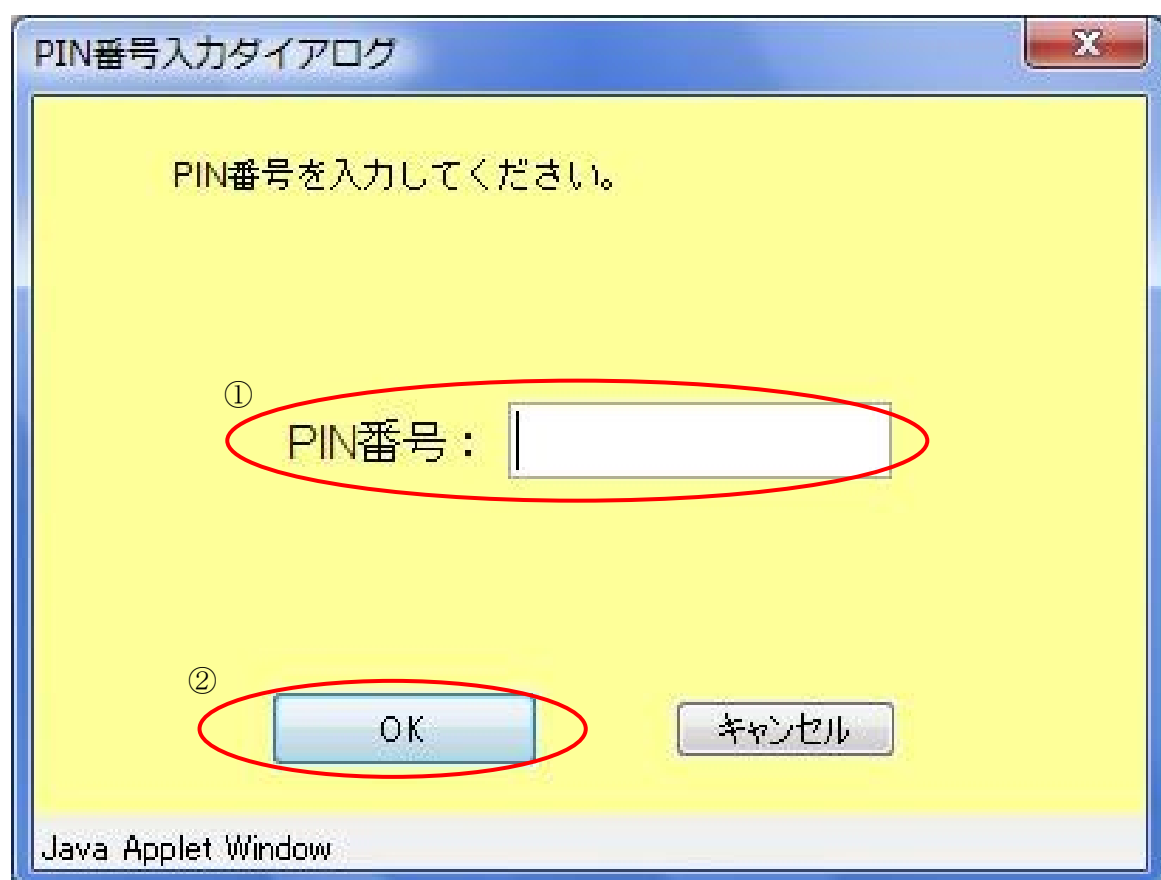 PIN番号入力ダイアログ
PIN番号を入力してください。
①
PIN番号：
②
OK
キャンセル
Java Applet Window